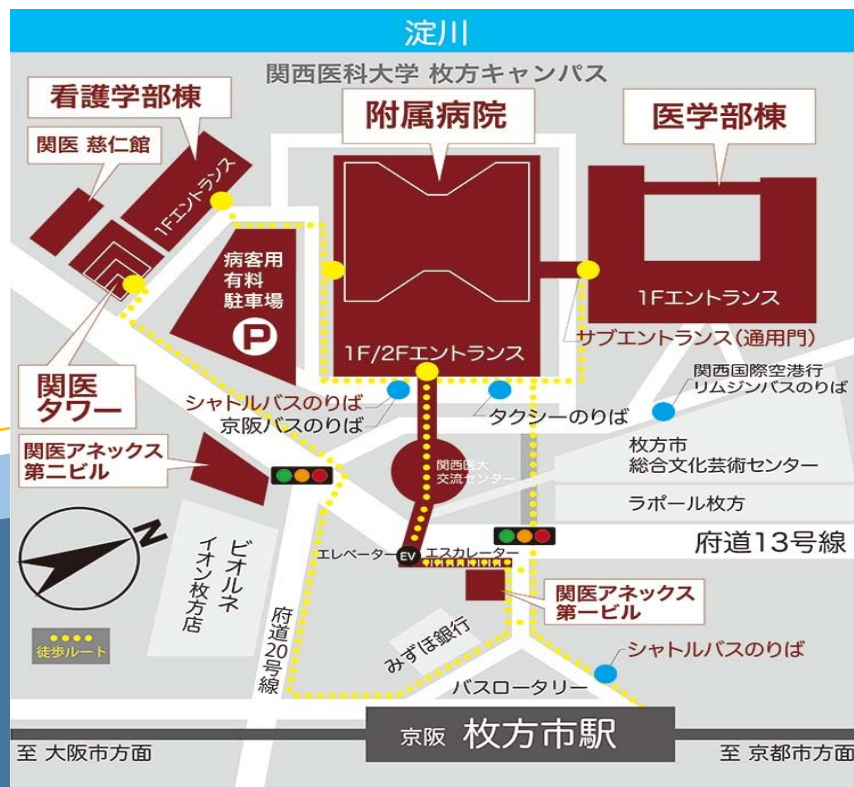 淀川
関西医科大学 枚方キャンパス
看護学部棟
附属病院
医学部棟
関医 慈仁館
1Fエントランス
病客用
有料
駐車場
P
1Fエントランス
サブエントランス(通用門)
1F/2Fエントランス
関医
タワー
シャトルバスのりば
京阪バスのりば
タクシーのりば
関西国際空港行
リムジンバスのりば
関医アネックス
第二ビル
関西医大
交流センター
枚方市
総合文化芸術センター
ラポール枚方
N
ビオルネ
イオン枚方店
エレベーター
EV
エスカレーター
府道13号線
関医アネックス
第一ビル
徒歩ルート
府道20号線
みずほ銀行
シャトルバスのりば
バスロータリー
京阪 枚方市駅
至 大阪市方面
至 京都市方面